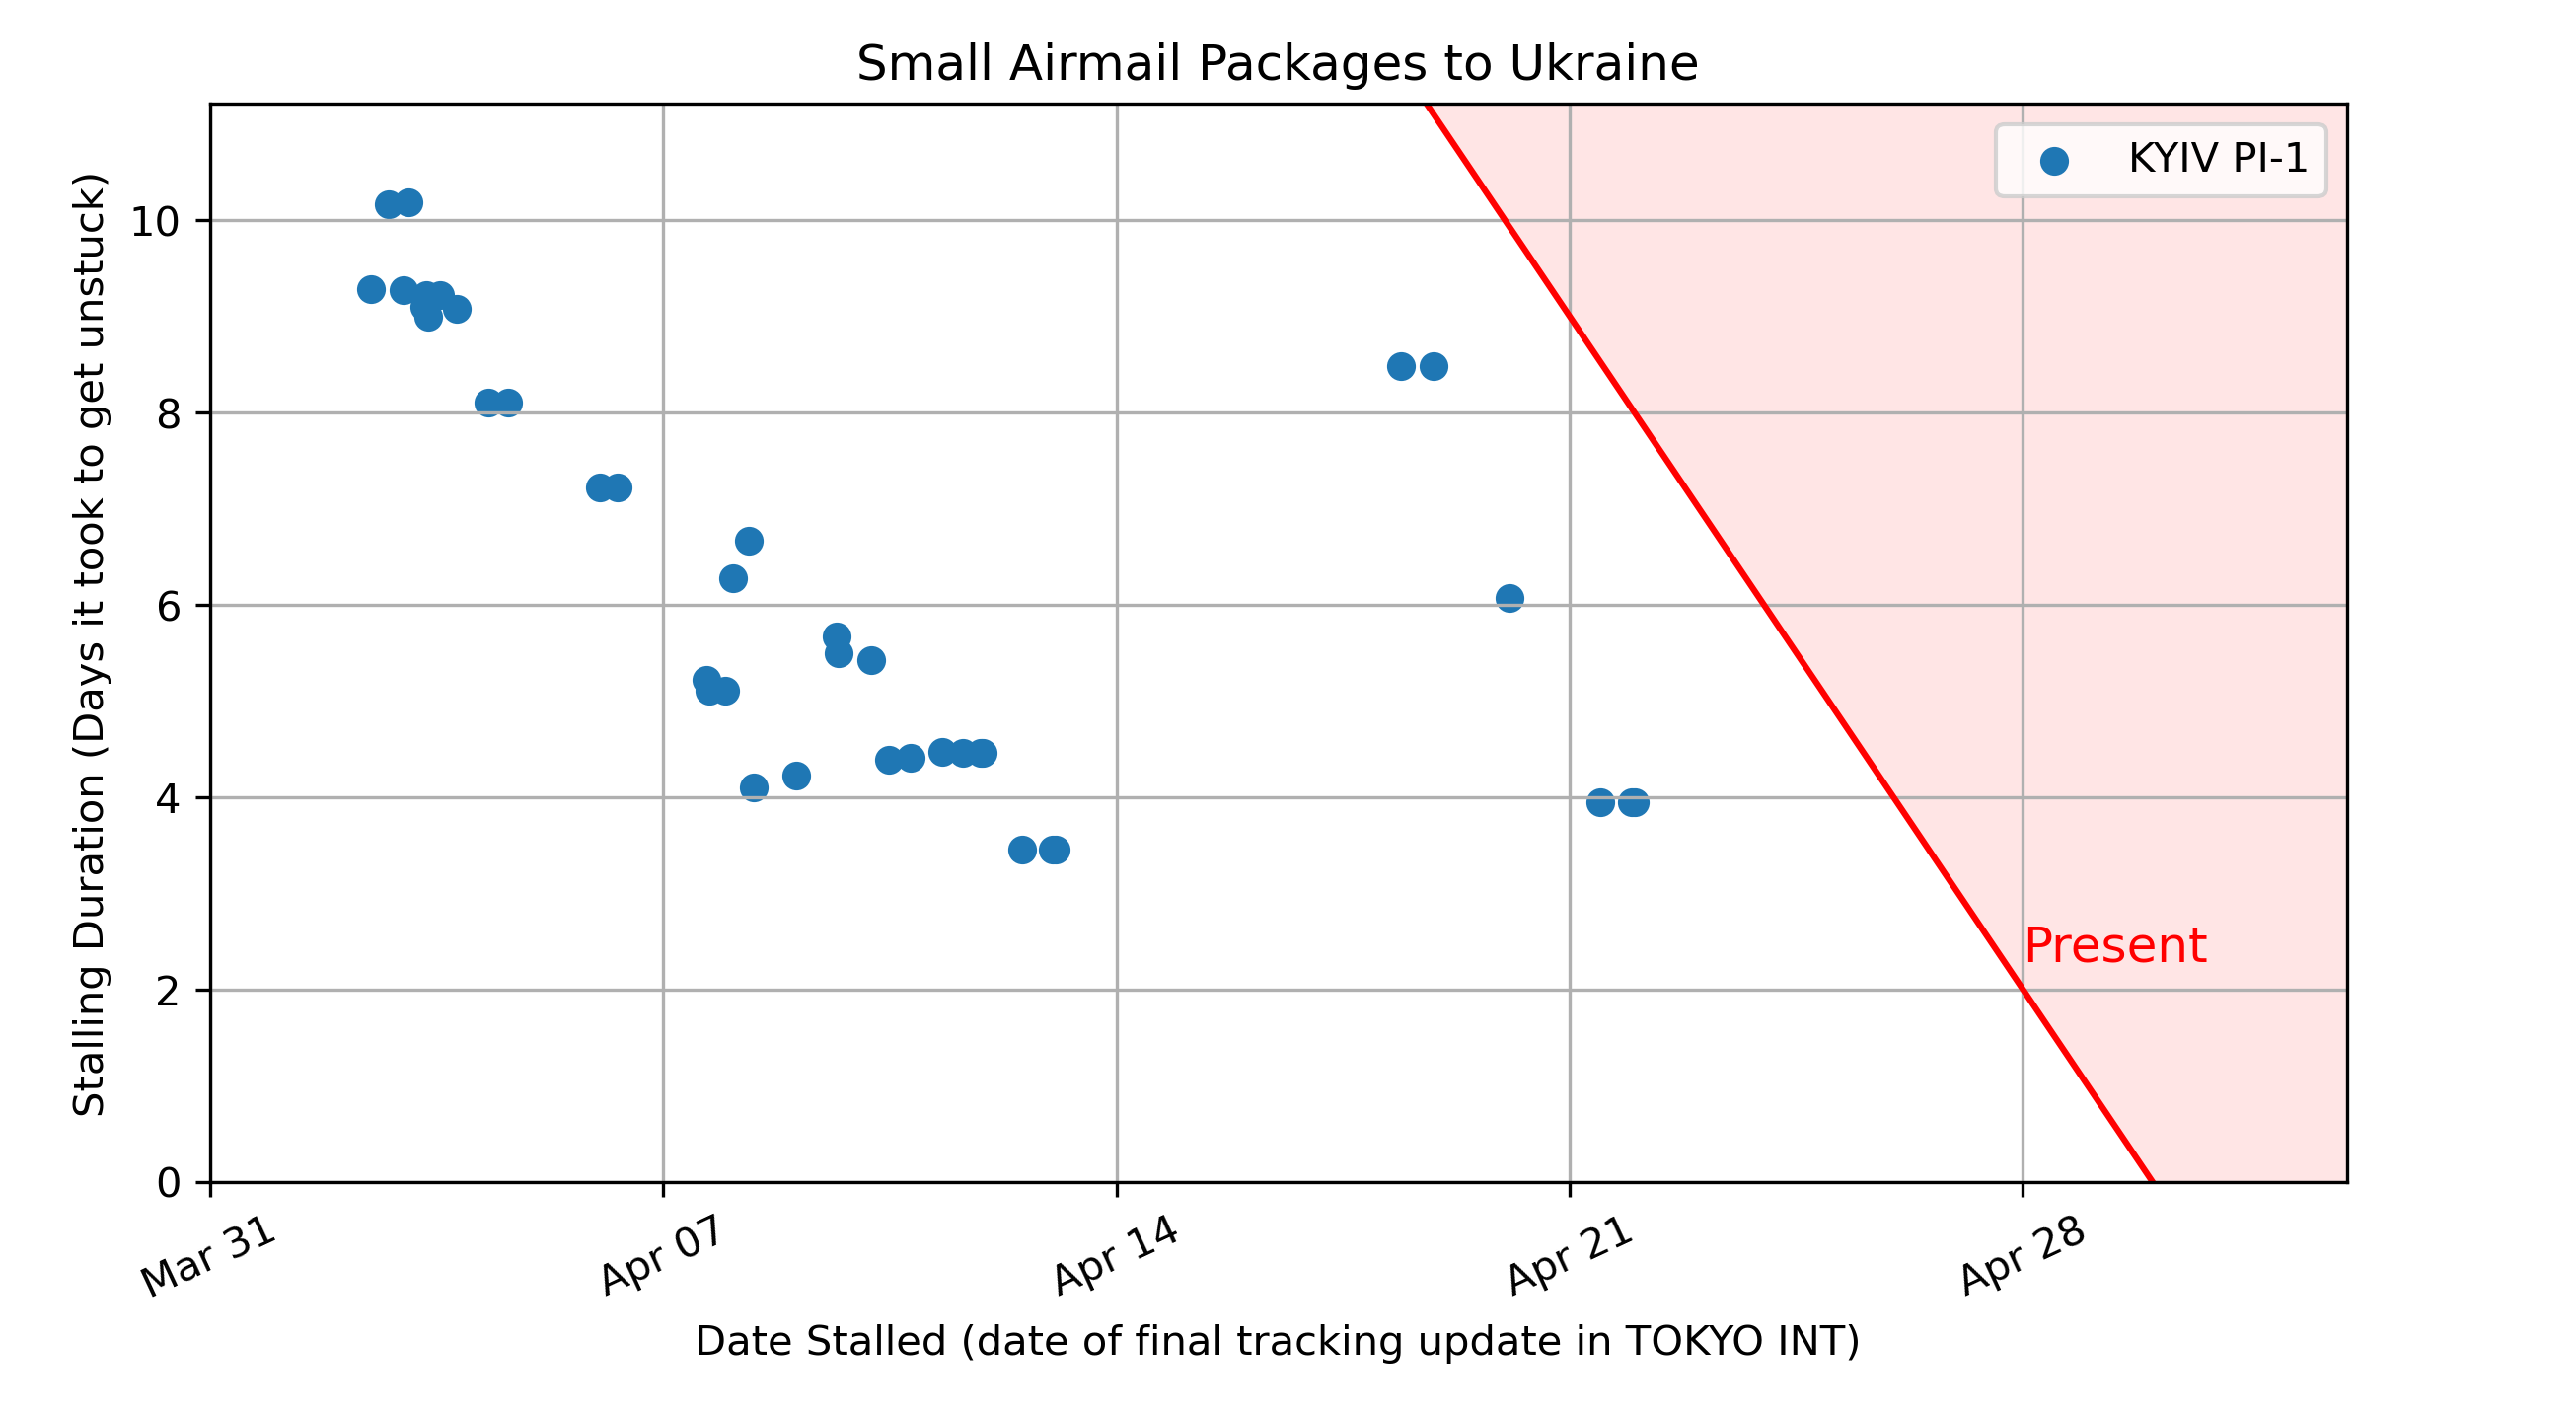 Small Airmail Packages to Ukraine
KYIV PI-1
Stalling Duration (Days it took to get unstuck)
10
8
6
4
2
0
Present
Mar 31
Apr 07
Apr 14
Apr 21
Apr 28
Date Stalled (date of final tracking update in TOKYO INT)